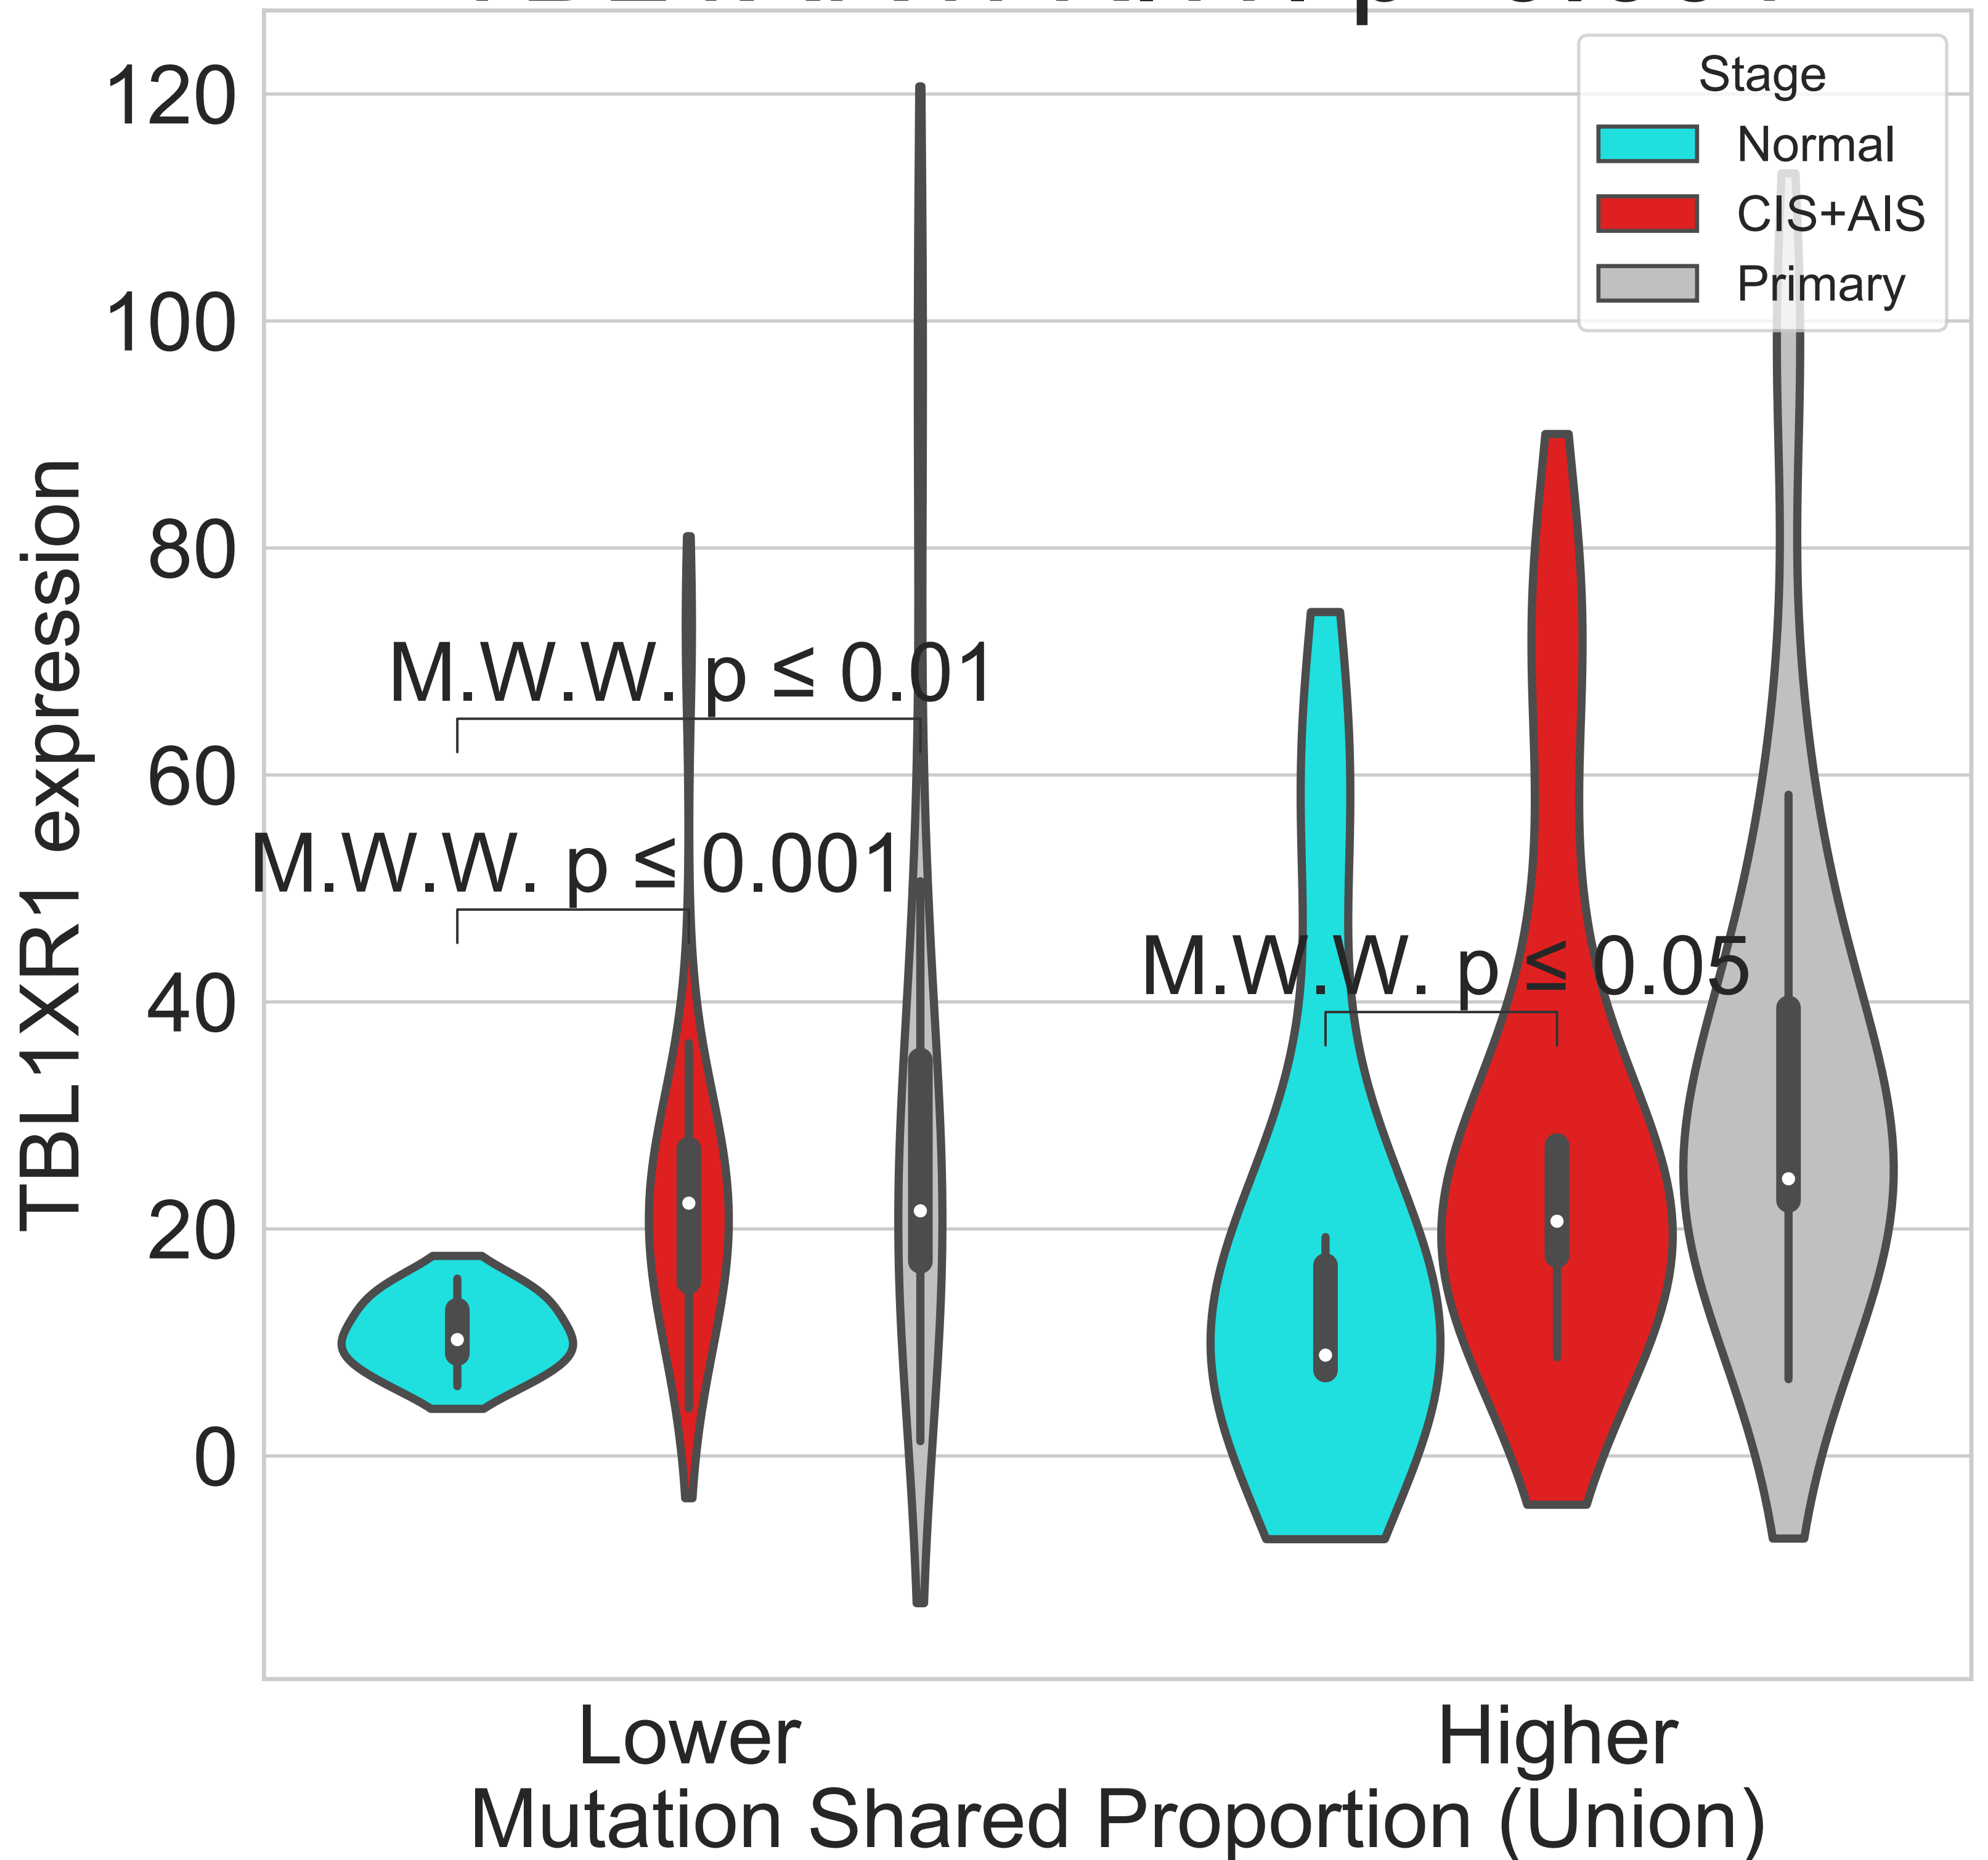 Stage
Normal
CIS+AIS
Primary
120
100
80
60
40
20
0
TBL1XR1 expression
M.W.W. p ≤ 0.01
M.W.W. p ≤ 0.001
M.W.W. p ≤ 0.05
Lower
Higher
Mutation Shared Proportion (Union)